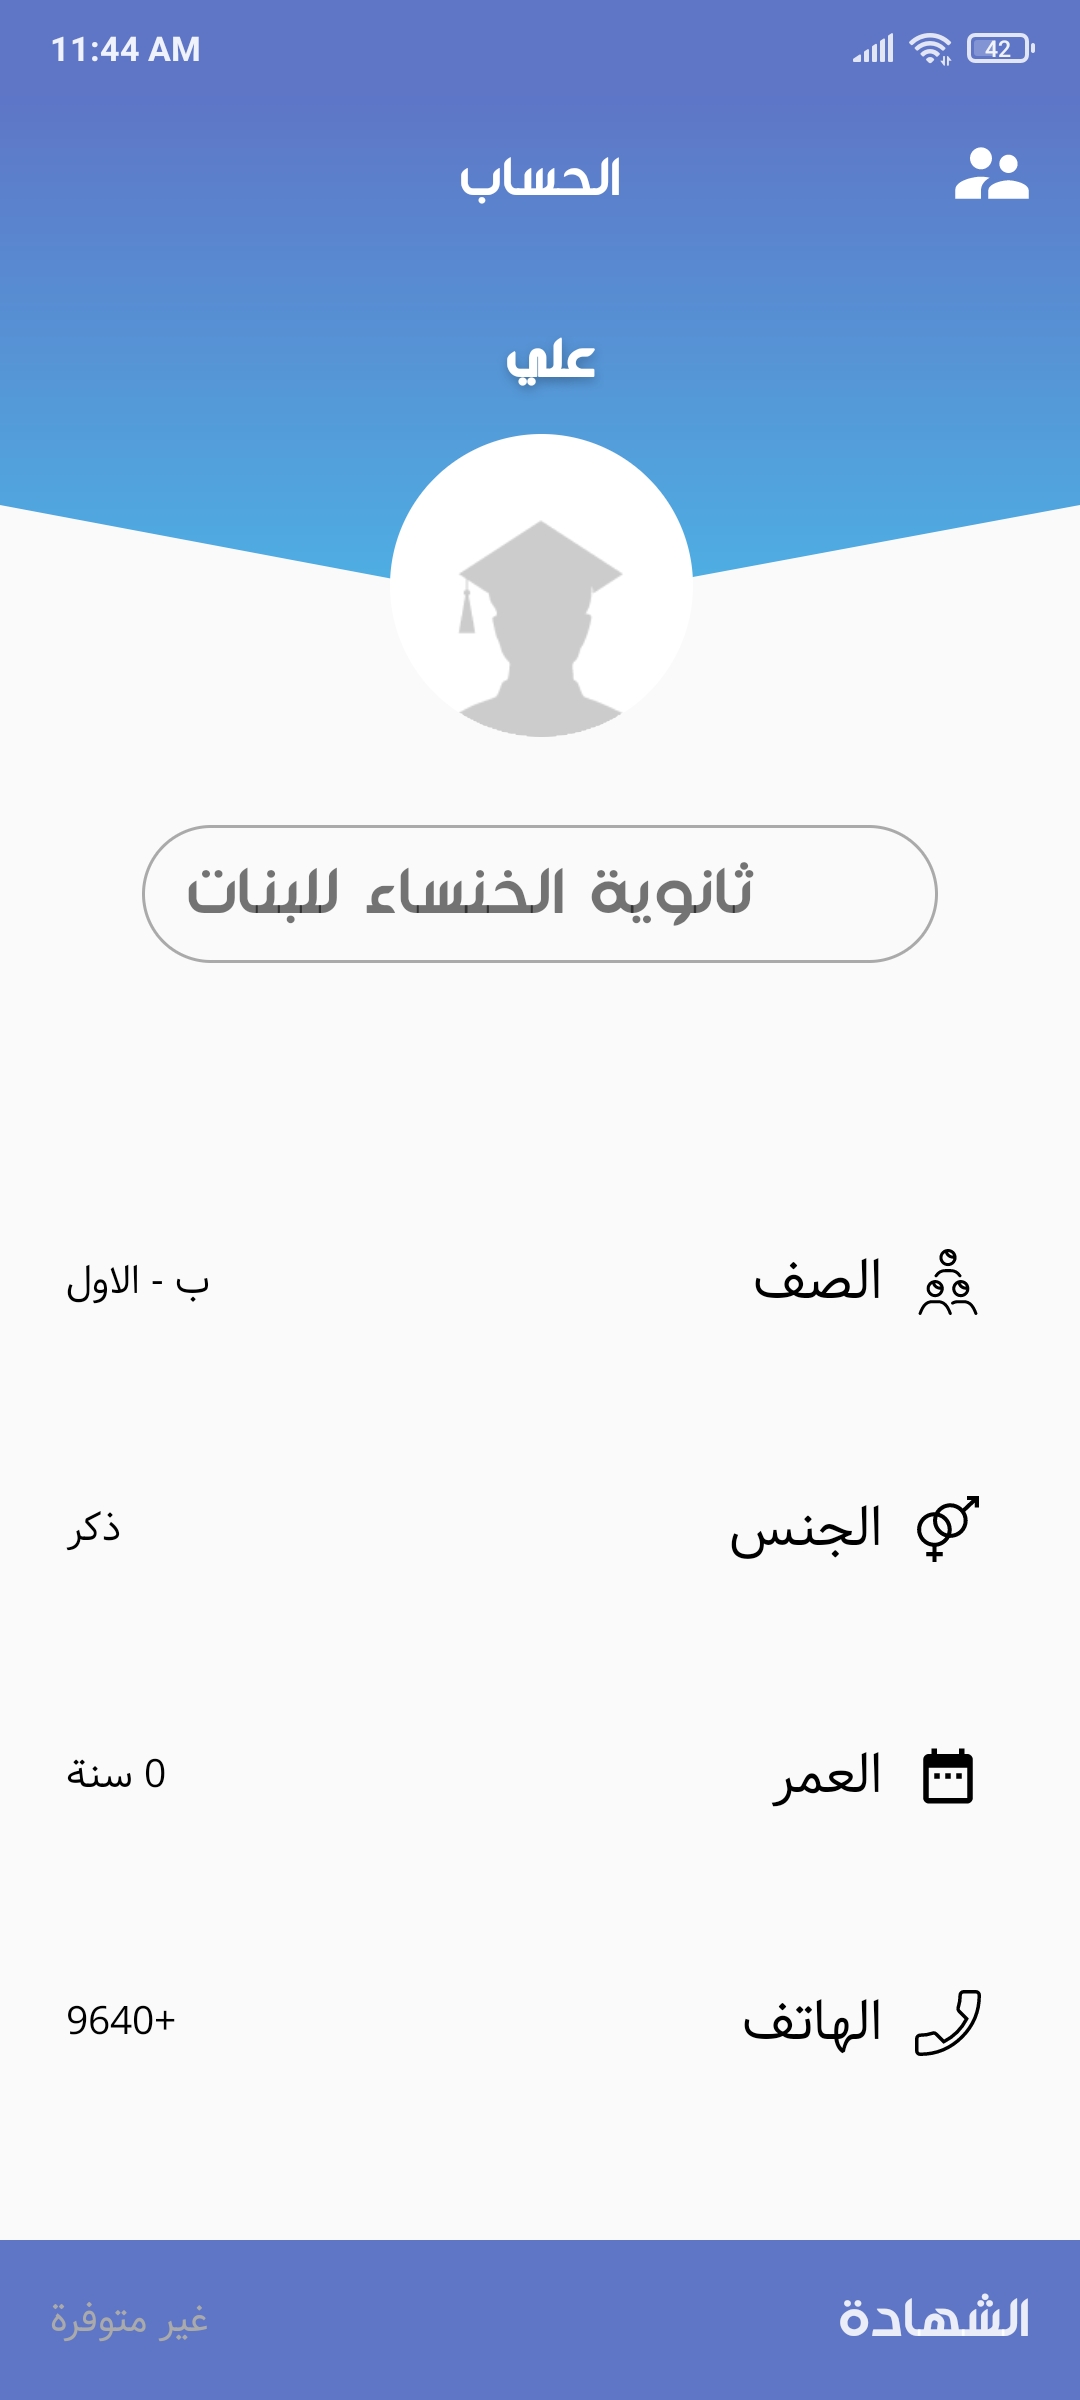 11:44 AM
42
الحساب
علي
ثانوية الخنساء للبنات
الصف
ب - الاول
الجنس
ذكر
العمر
0 سنة
الهاتف
9640+
الشهادة
غير متوفرة